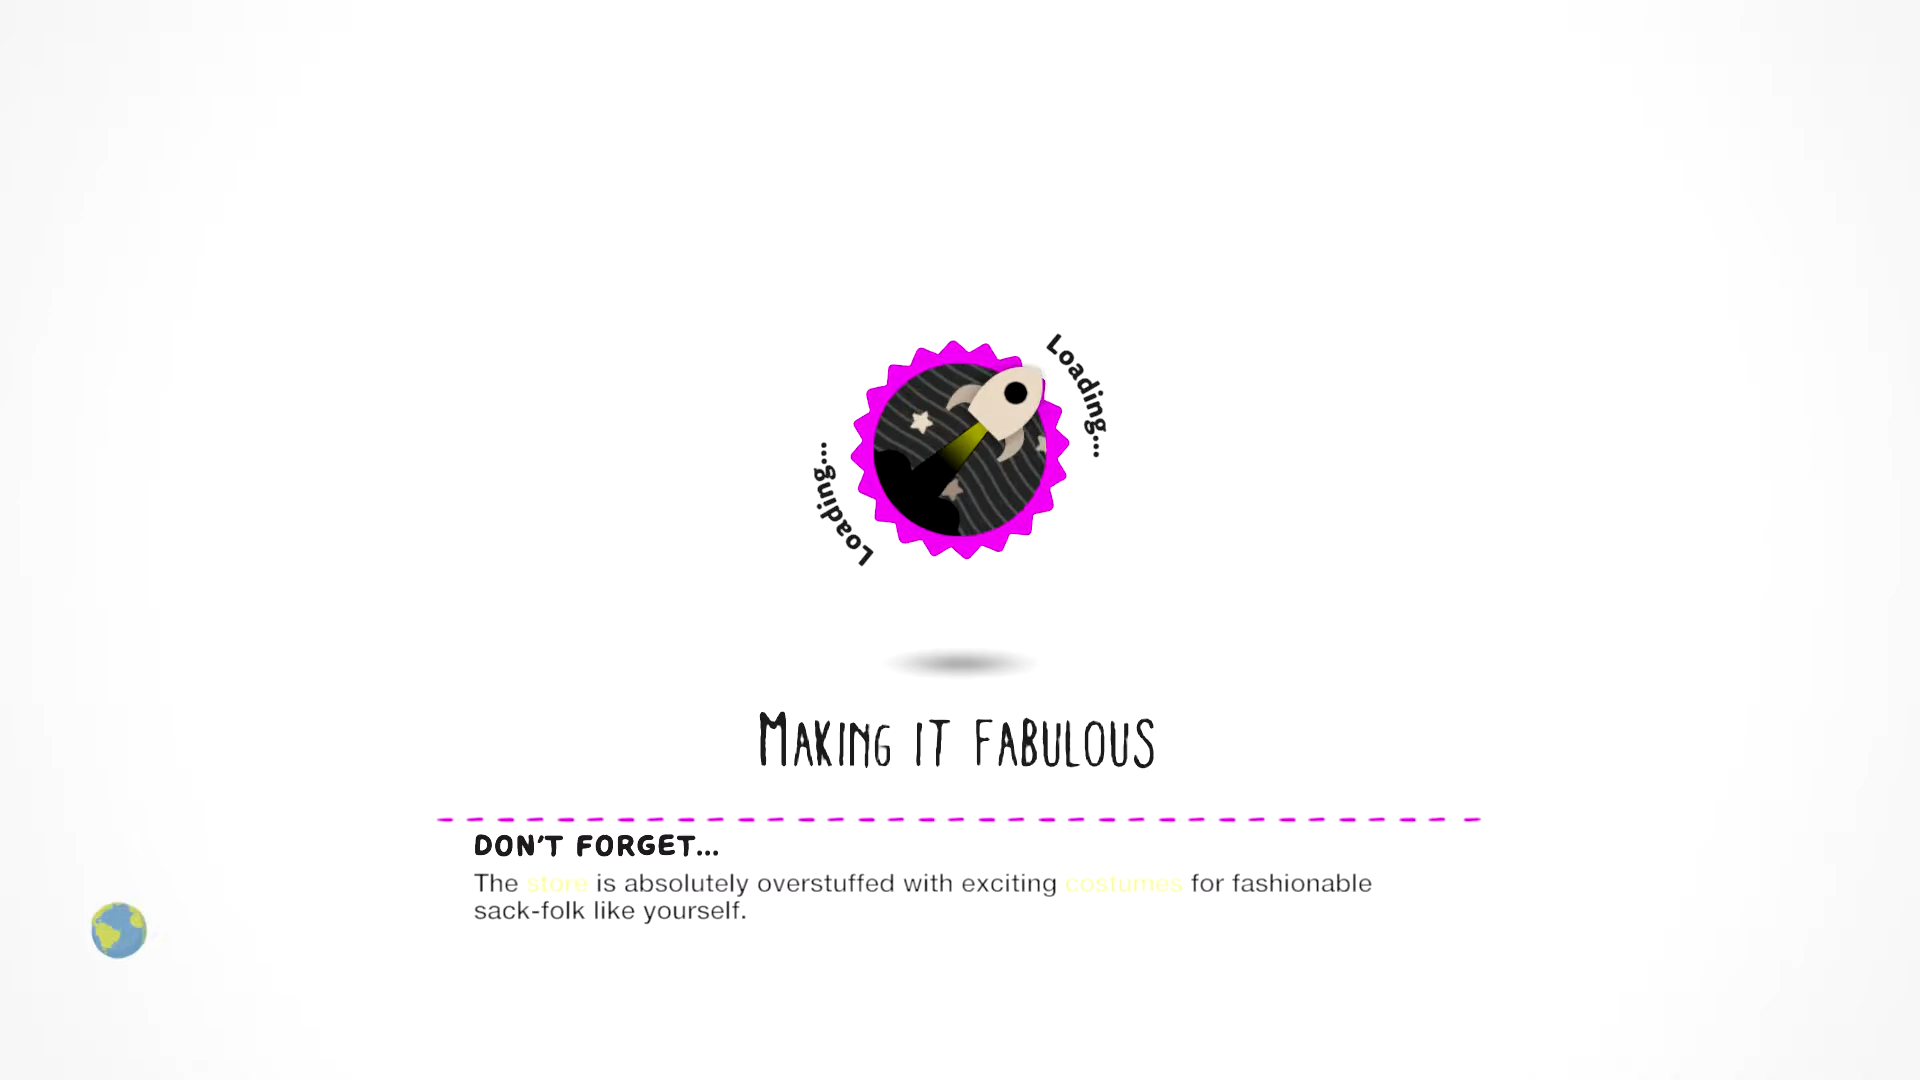 Loading...
Loading...
Making it fabulous
DON'T FORGET...
The store is absolutely overstuffed with exciting costumes for fashionable
sack-folk like yourself.